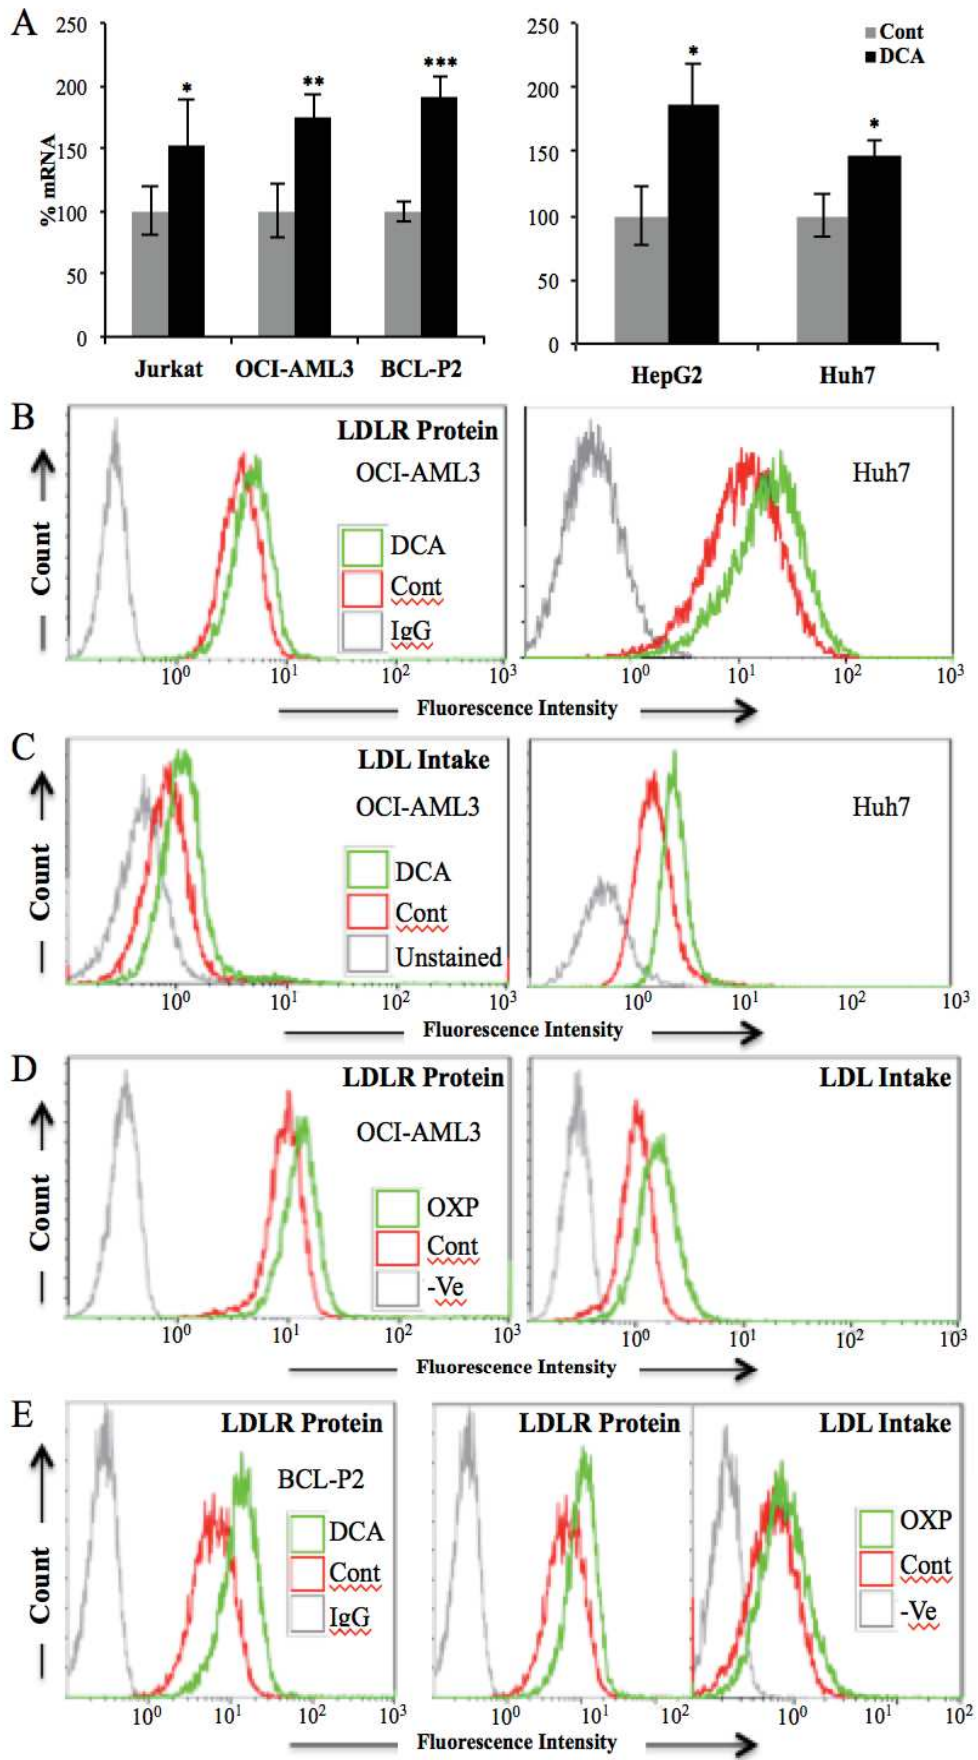 A
250
200
150
100
50
0
% mRNA
*
**
***
Jurkat
OCI-AML3
BCL-P2
250
200
150
100
50
0
*
*
Cont
DCA
HepG2
Huh7
B
Count
LDLR Protein
OCI-AML3
DCA
Cont
IgG
10⁰ 10¹ 10² 10³
Huh7
10⁰ 10¹ 10² 10³
Fluorescence Intensity
C
Count
LDL Intake
OCI-AML3
DCA
Cont
Unstained
10⁰ 10¹ 10² 10³
Huh7
10⁰ 10¹ 10² 10³
Fluorescence Intensity
D
Count
LDLR Protein
OCI-AML3
OXP
Cont
-Ve
10⁰ 10¹ 10² 10³
LDL Intake
10⁰ 10¹ 10² 10³
Fluorescence Intensity
E
Count
LDLR Protein
BCL-P2
DCA
Cont
IgG
10⁰ 10¹ 10² 10³
LDLR Protein
10⁰ 10¹ 10²
LDL Intake
OXP
Cont
-Ve
10⁰ 10¹ 10²
Fluorescence Intensity